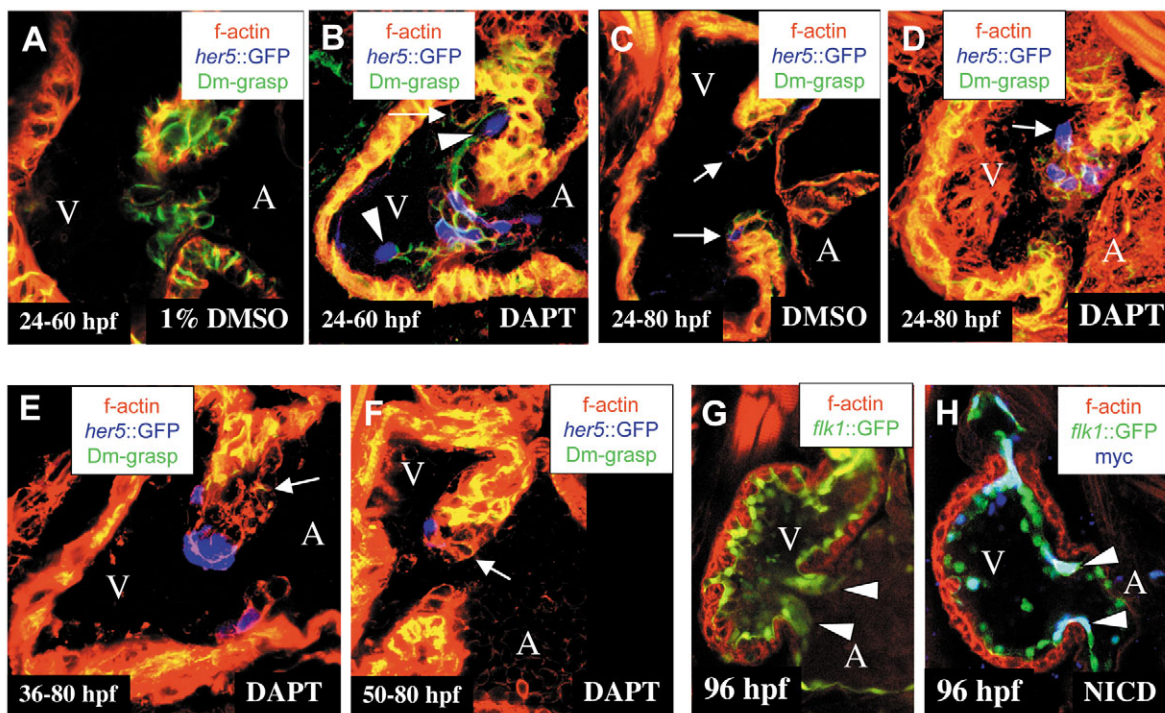 A
f-actin
her5::GFP
Dm-grasp
V
A
24-60 hpf
1% DMSO
B
f-actin
her5::GFP
Dm-grasp
V
A
24-60 hpf
DAPT
C
f-actin
her5::GFP
Dm-grasp
V
A
24-80 hpf
DMSO
D
f-actin
her5::GFP
Dm-grasp
V
A
24-80 hpf
DAPT
E
f-actin
her5::GFP
Dm-grasp
V
A
36-80 hpf
DAPT
F
f-actin
her5::GFP
Dm-grasp
V
A
50-80 hpf
DAPT
G
f-actin
flk1::GFP
V
A
96 hpf
H
f-actin
flk1::GFP
myc
V
A
96 hpf
NICD